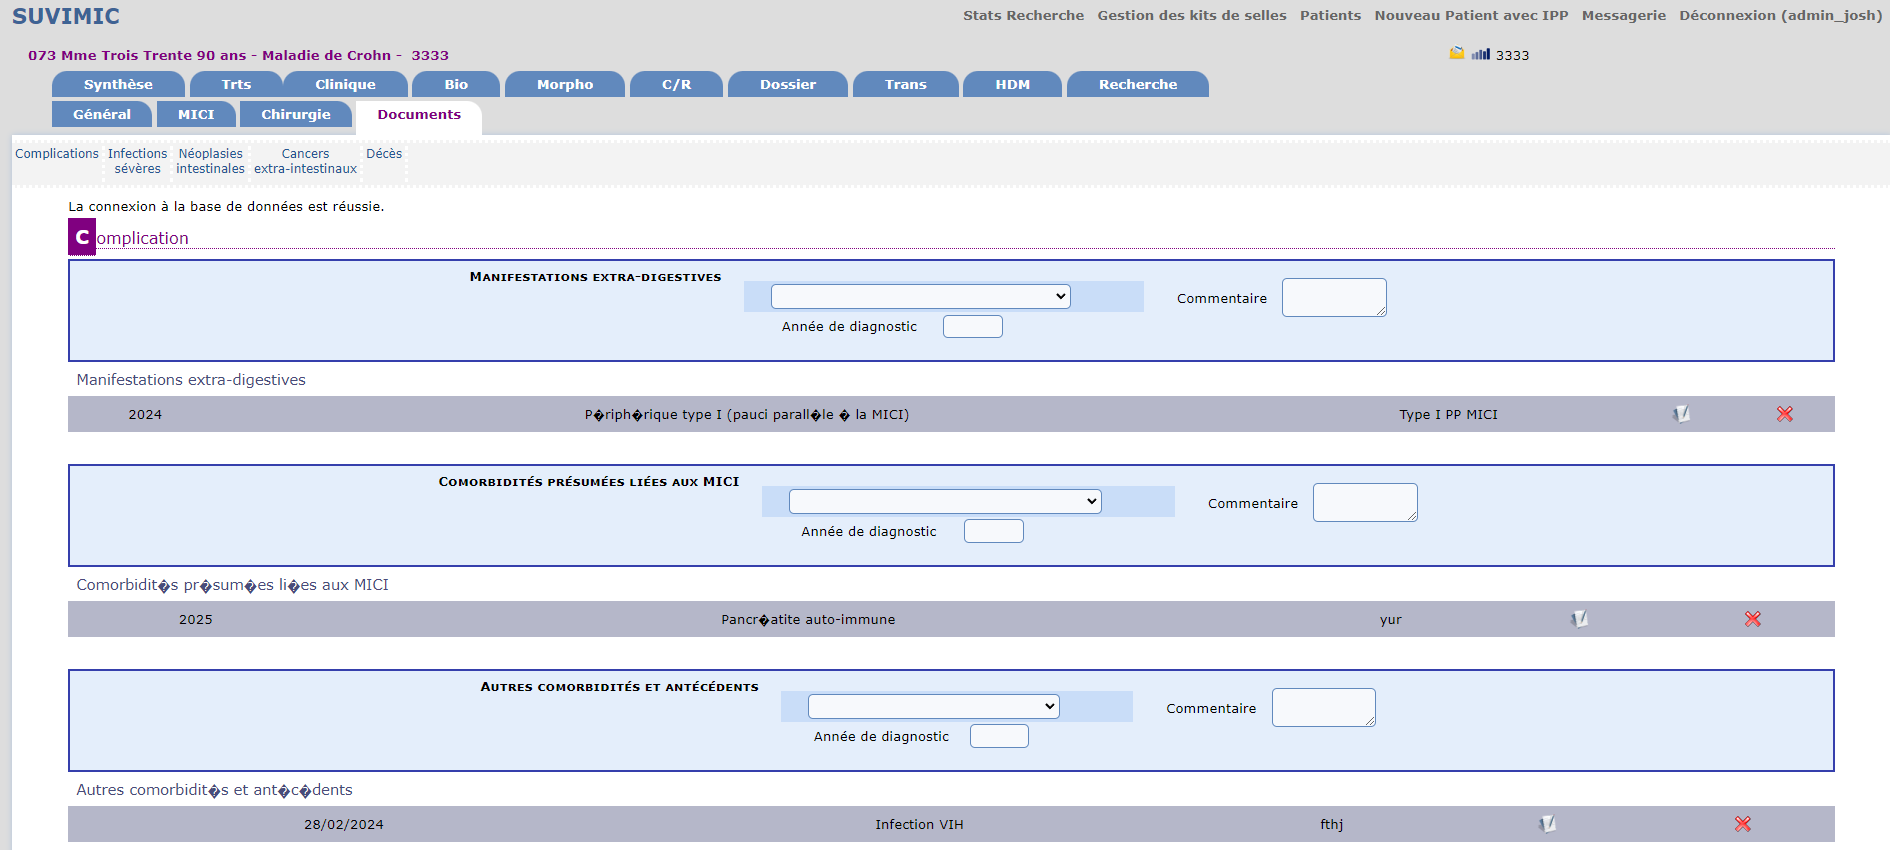 SUVIMIC
Stats Recherche Gestion des kits de selles Patients Nouveau Patient avec IPP Messagerie Déconnexion (admin_josh)
073 Mme Trois Trente 90 ans - Maladie de Crohn - 3333
3333
Synthèse Trts Clinique Bio Morpho C/R Dossier Trans HDM Recherche
Général MICI Chirurgie Documents
Complications
Infections
sévères
Néoplasies
intestinales
Cancers
extra-intestinaux
Décès
La connexion à la base de données est réussie.
Complication
MANIFESTATIONS EXTRA-DIGESTIVES
Commentaire
Année de diagnostic
Manifestations extra-digestives
2024 P�riph�rique type I (pauci parall�le � la MICI) Type I PP MICI
COMORBIDITÉS PRÉSUMÉES LIÉES AUX MICI
Commentaire
Année de diagnostic
Comorbidit�s pr�sum�es li�es aux MICI
2025 Pancr�atite auto-immune yur
AUTRES COMORBIDITÉS ET ANTÉCÉDENTS
Commentaire
Année de diagnostic
Autres comorbidit�s et ant�c�dents
28/02/2024 Infection VIH fthj